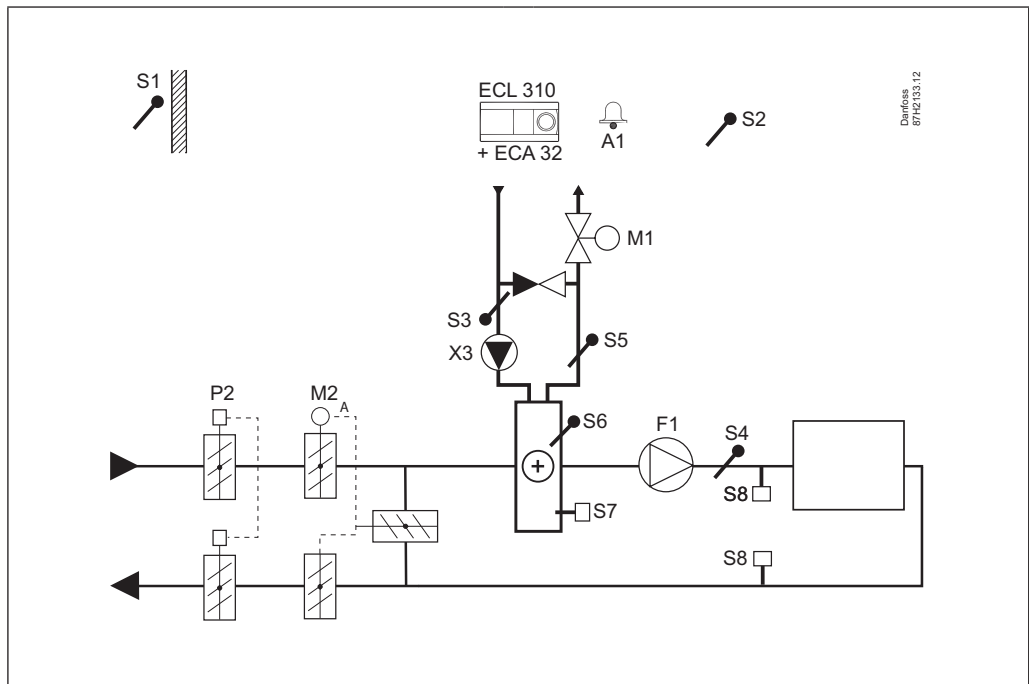 S1
ECL 310
+ ECA 32
A1
S2
Danfoss
87H2133.12
M1
S3
X3
S5
P2
M2
A
S6
F1
S4
S8
S7
S8